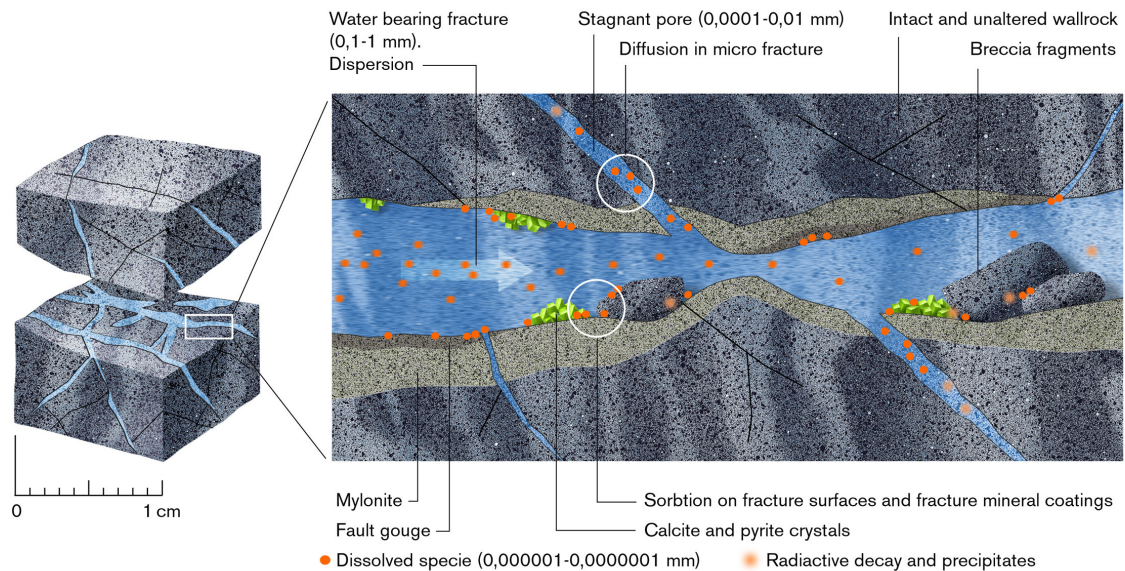 Water bearing fracture
(0,1-1 mm).
Dispersion
Stagnant pore (0,0001-0,01 mm)
Diffusion in micro fracture
Intact and unaltered wallrock
Breccia fragments
0
1 cm
Mylonite
Fault gouge
Sorbtion on fracture surfaces and fracture mineral coatings
Calcite and pyrite crystals
Dissolved specie (0,000001-0,0000001 mm)
Radiactive decay and precipitates